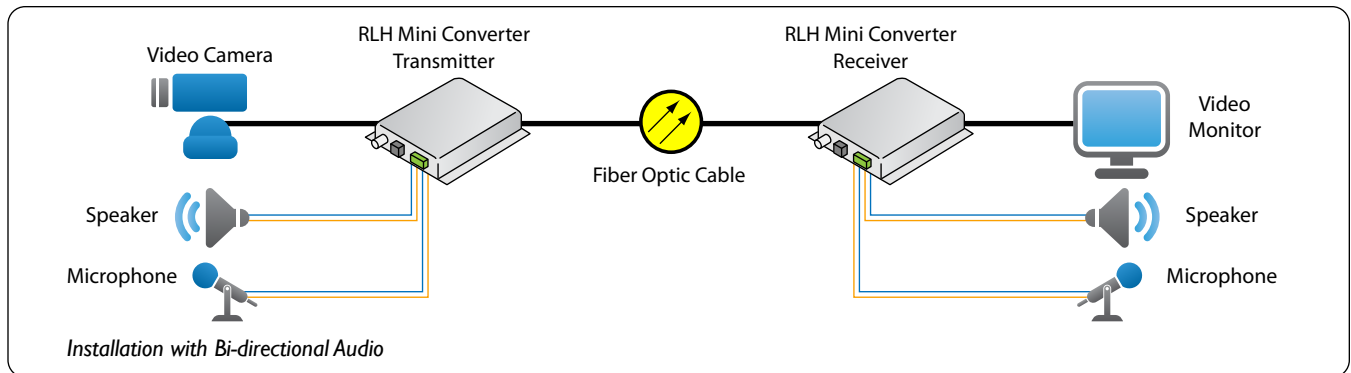 RLH Mini Converter
Transmitter
RLH Mini Converter
Receiver
Video Camera
Video
Monitor
Fiber Optic Cable
Speaker
Speaker
Microphone
Microphone
Installation with Bi-directional Audio